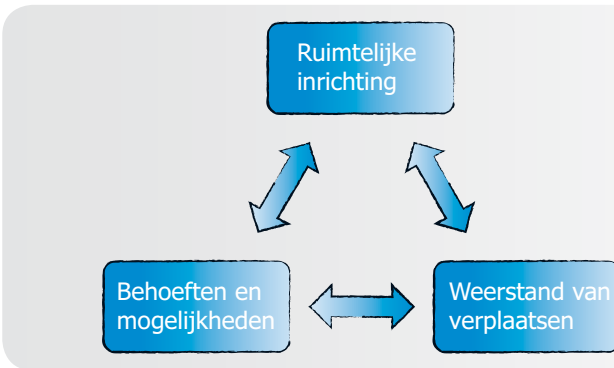 Ruimtelijke
inrichting
Behoeften en
mogelijkheden
Weerstand van
verplaatsen